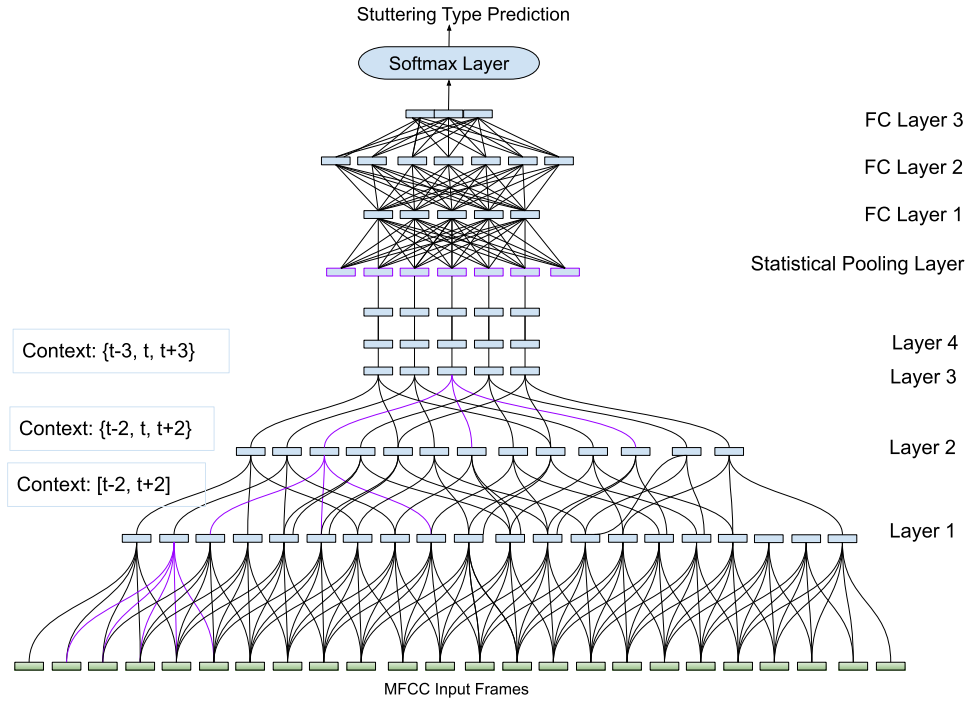 Stuttering Type Prediction
Softmax Layer
FC Layer 3
FC Layer 2
FC Layer 1
Statistical Pooling Layer
Layer 4
Context: {t-3, t, t+3}
Layer 3
Context: {t-2, t, t+2}
Layer 2
Context: [t-2, t+2]
Layer 1
MFCC Input Frames